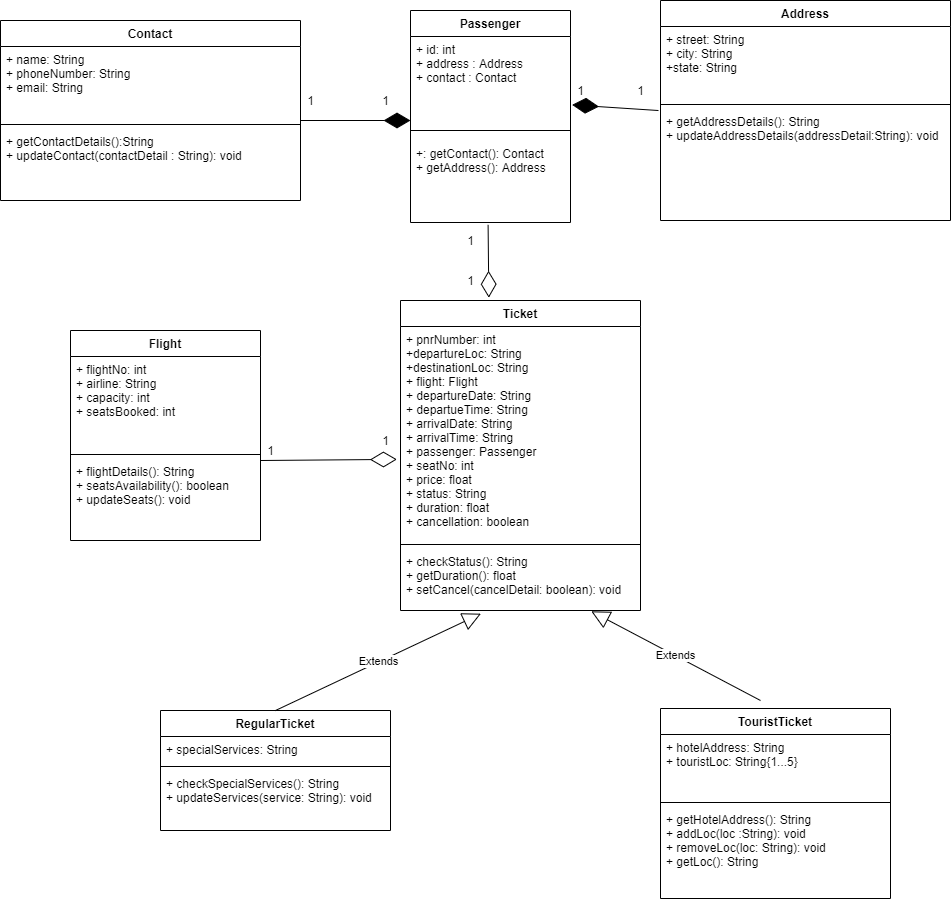 Contact
+ name: String
+ phoneNumber: String
+ email: String
+ getContactDetails():String
+ updateContact(contactDetail : String): void
1
1
Passenger
+ id: int
+ address : Address
+ contact : Contact
+: getContact(): Contact
+ getAddress(): Address
1
1
Address
+ street: String
+ city: String
+state: String
+ getAddressDetails(): String
+ updateAddressDetails(addressDetail:String): void
1
1
Flight
+ flightNo: int
+ airline: String
+ capacity: int
+ seatsBooked: int
+ flightDetails(): String
+ seatsAvailability(): boolean
+ updateSeats(): void
1
1
Ticket
+ pnrNumber: int
+departureLoc: String
+destinationLoc: String
+ flight: Flight
+ departureDate: String
+ departueTime: String
+ arrivalDate: String
+ arrivalTime: String
+ passenger: Passenger
+ seatNo: int
+ price: float
+ status: String
+ duration: float
+ cancellation: boolean
+ checkStatus(): String
+ getDuration(): float
+ setCancel(cancelDetail: boolean): void
Extends
Extends
RegularTicket
+ specialServices: String
+ checkSpecialServices(): String
+ updateServices(service: String): void
TouristTicket
+ hotelAddress: String
+ touristLoc: String{1...5}
+ getHotelAddress(): String
+ addLoc(loc :String): void
+ removeLoc(loc: String): void
+ getLoc(): String